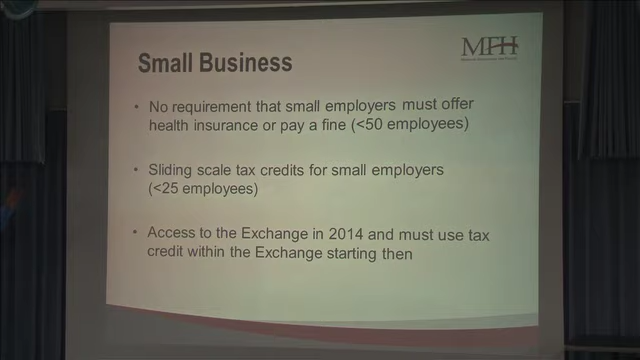 MFH
Small Business
• No requirement that small employers must offer
health insurance or pay a fine (<50 employees)
• Sliding scale tax credits for small employers
(<25 employees)
• Access to the Exchange in 2014 and must use tax
credit within the Exchange starting then